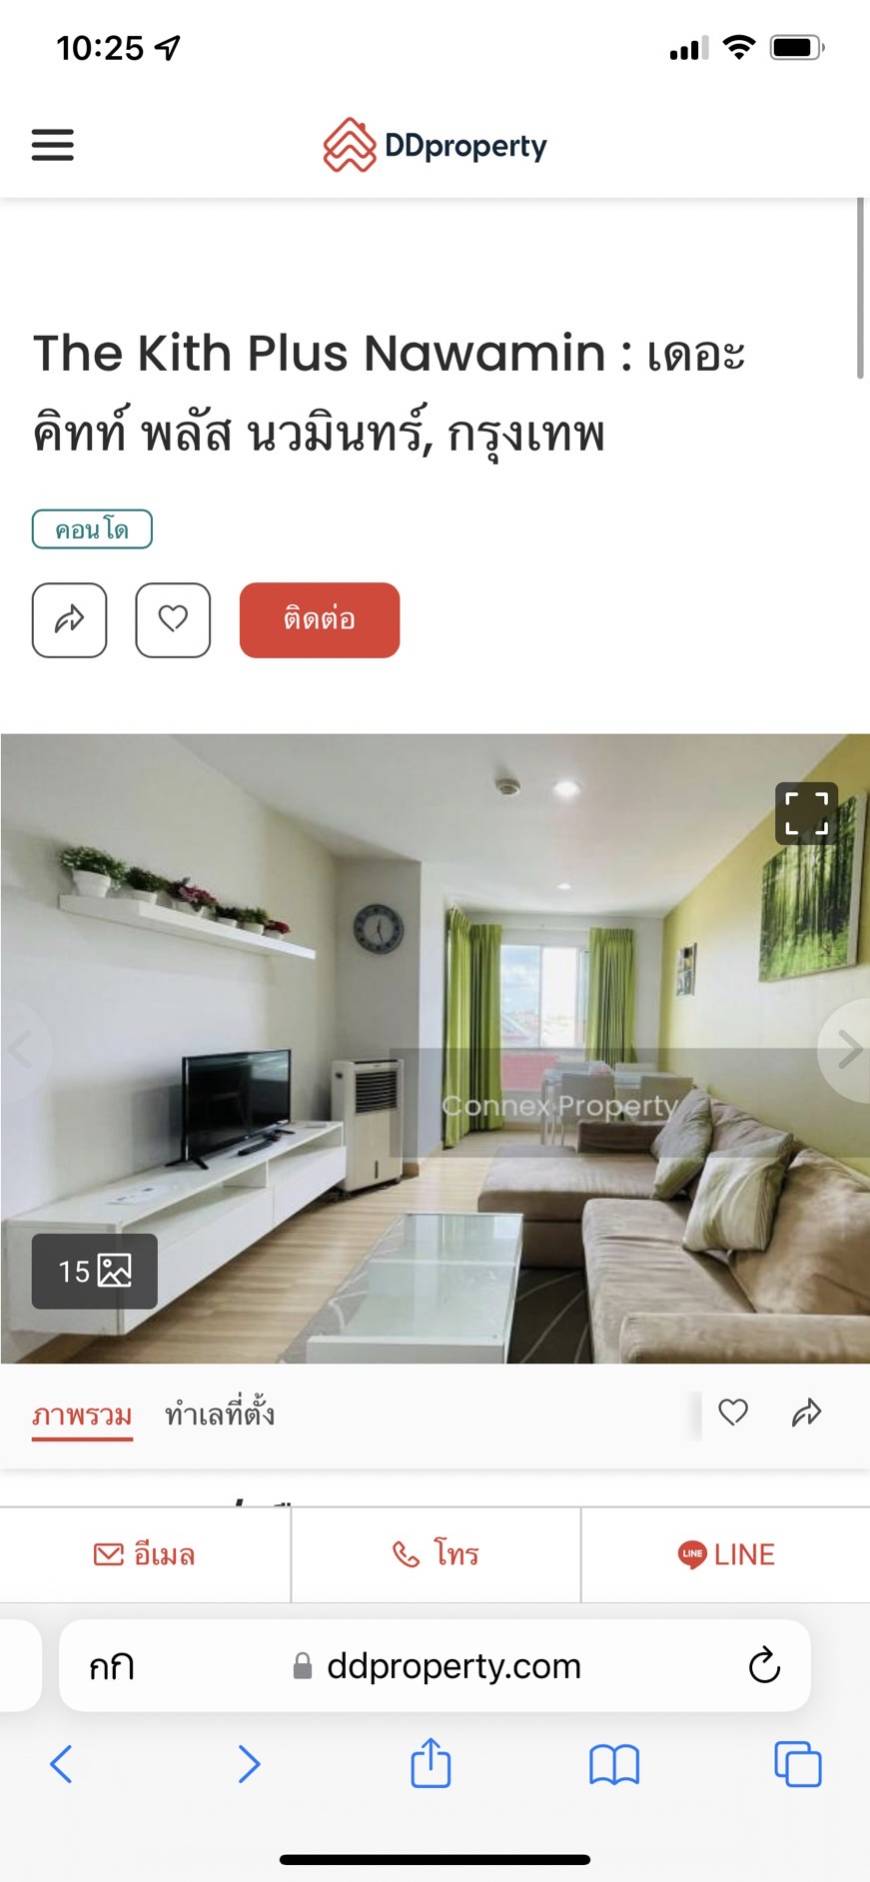 10:25
DDproperty
The Kith Plus Nawamin : เดอะ
คิทท์ พลัส นวมินทร์, กรุงเทพ
คอนโด
ติดต่อ
Connex Property
15
ภาพรวม ทำเลที่ตั้ง
อีเมล โทร LINE LINE
กก ddproperty.com